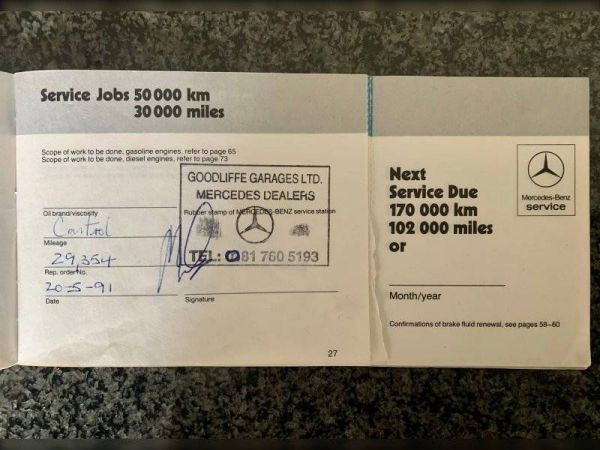 Service Jobs 50 000 km
30 000 miles
Scope of work to be done, gasoline engines, refer to page 65
Scope of work to be done, diesel engines, refer to page 73
GOODLIFFE GARAGES LTD.
MERCEDES DEALERS
Oil brand/viscosity
Rubber stamp of MERCEDES-BENZ service station
Castrol
Mileage
29,354
TEL: 081 760 5193
Rep. order No.
20-5-91
Date
Signature
27
Next
Service Due
170 000 km
102 000 miles
or
Month/year
Confirmations of brake fluid renewal, see pages 58–60
Mercedes-Benz
service